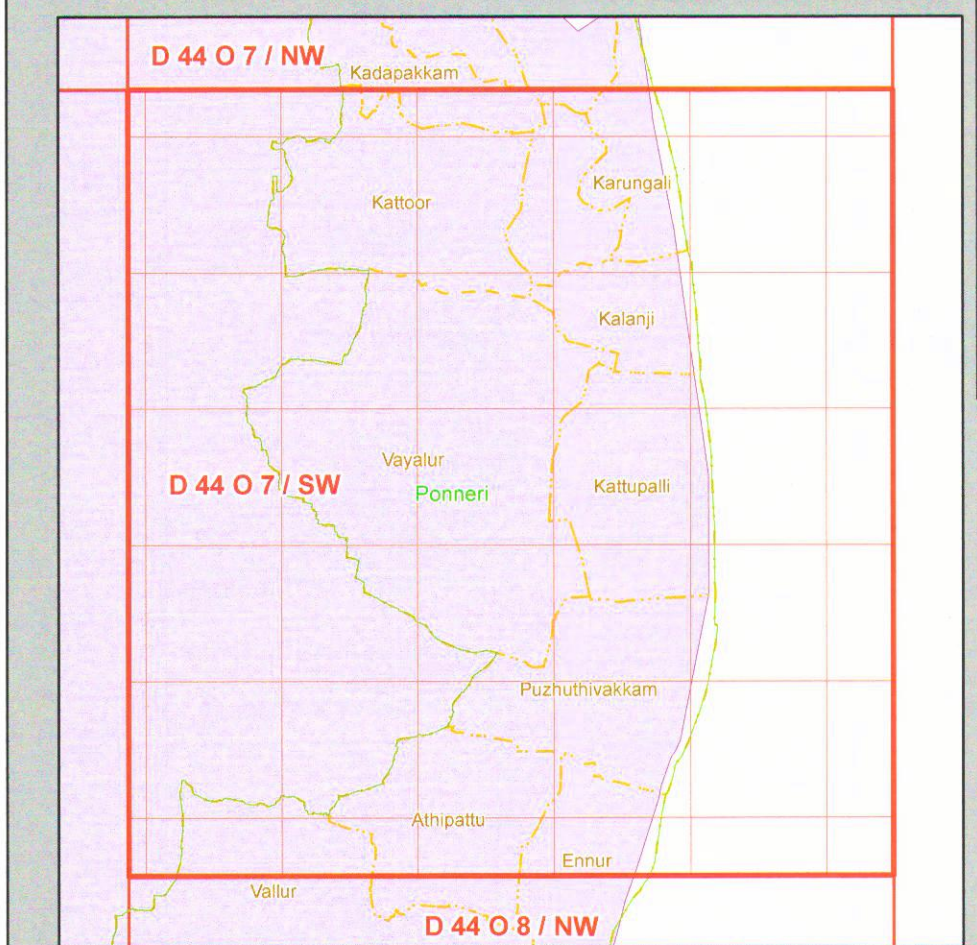 D 44 O 7 / NW
Kadapakkam
Karungali
Kattoor
Kalanji
Vayalur
D 44 O 7 / SW
Ponneri
Kattupalli
Puzhuthivakkam
Athipattu
Ennur
Vallur
D 44 O 8 / NW